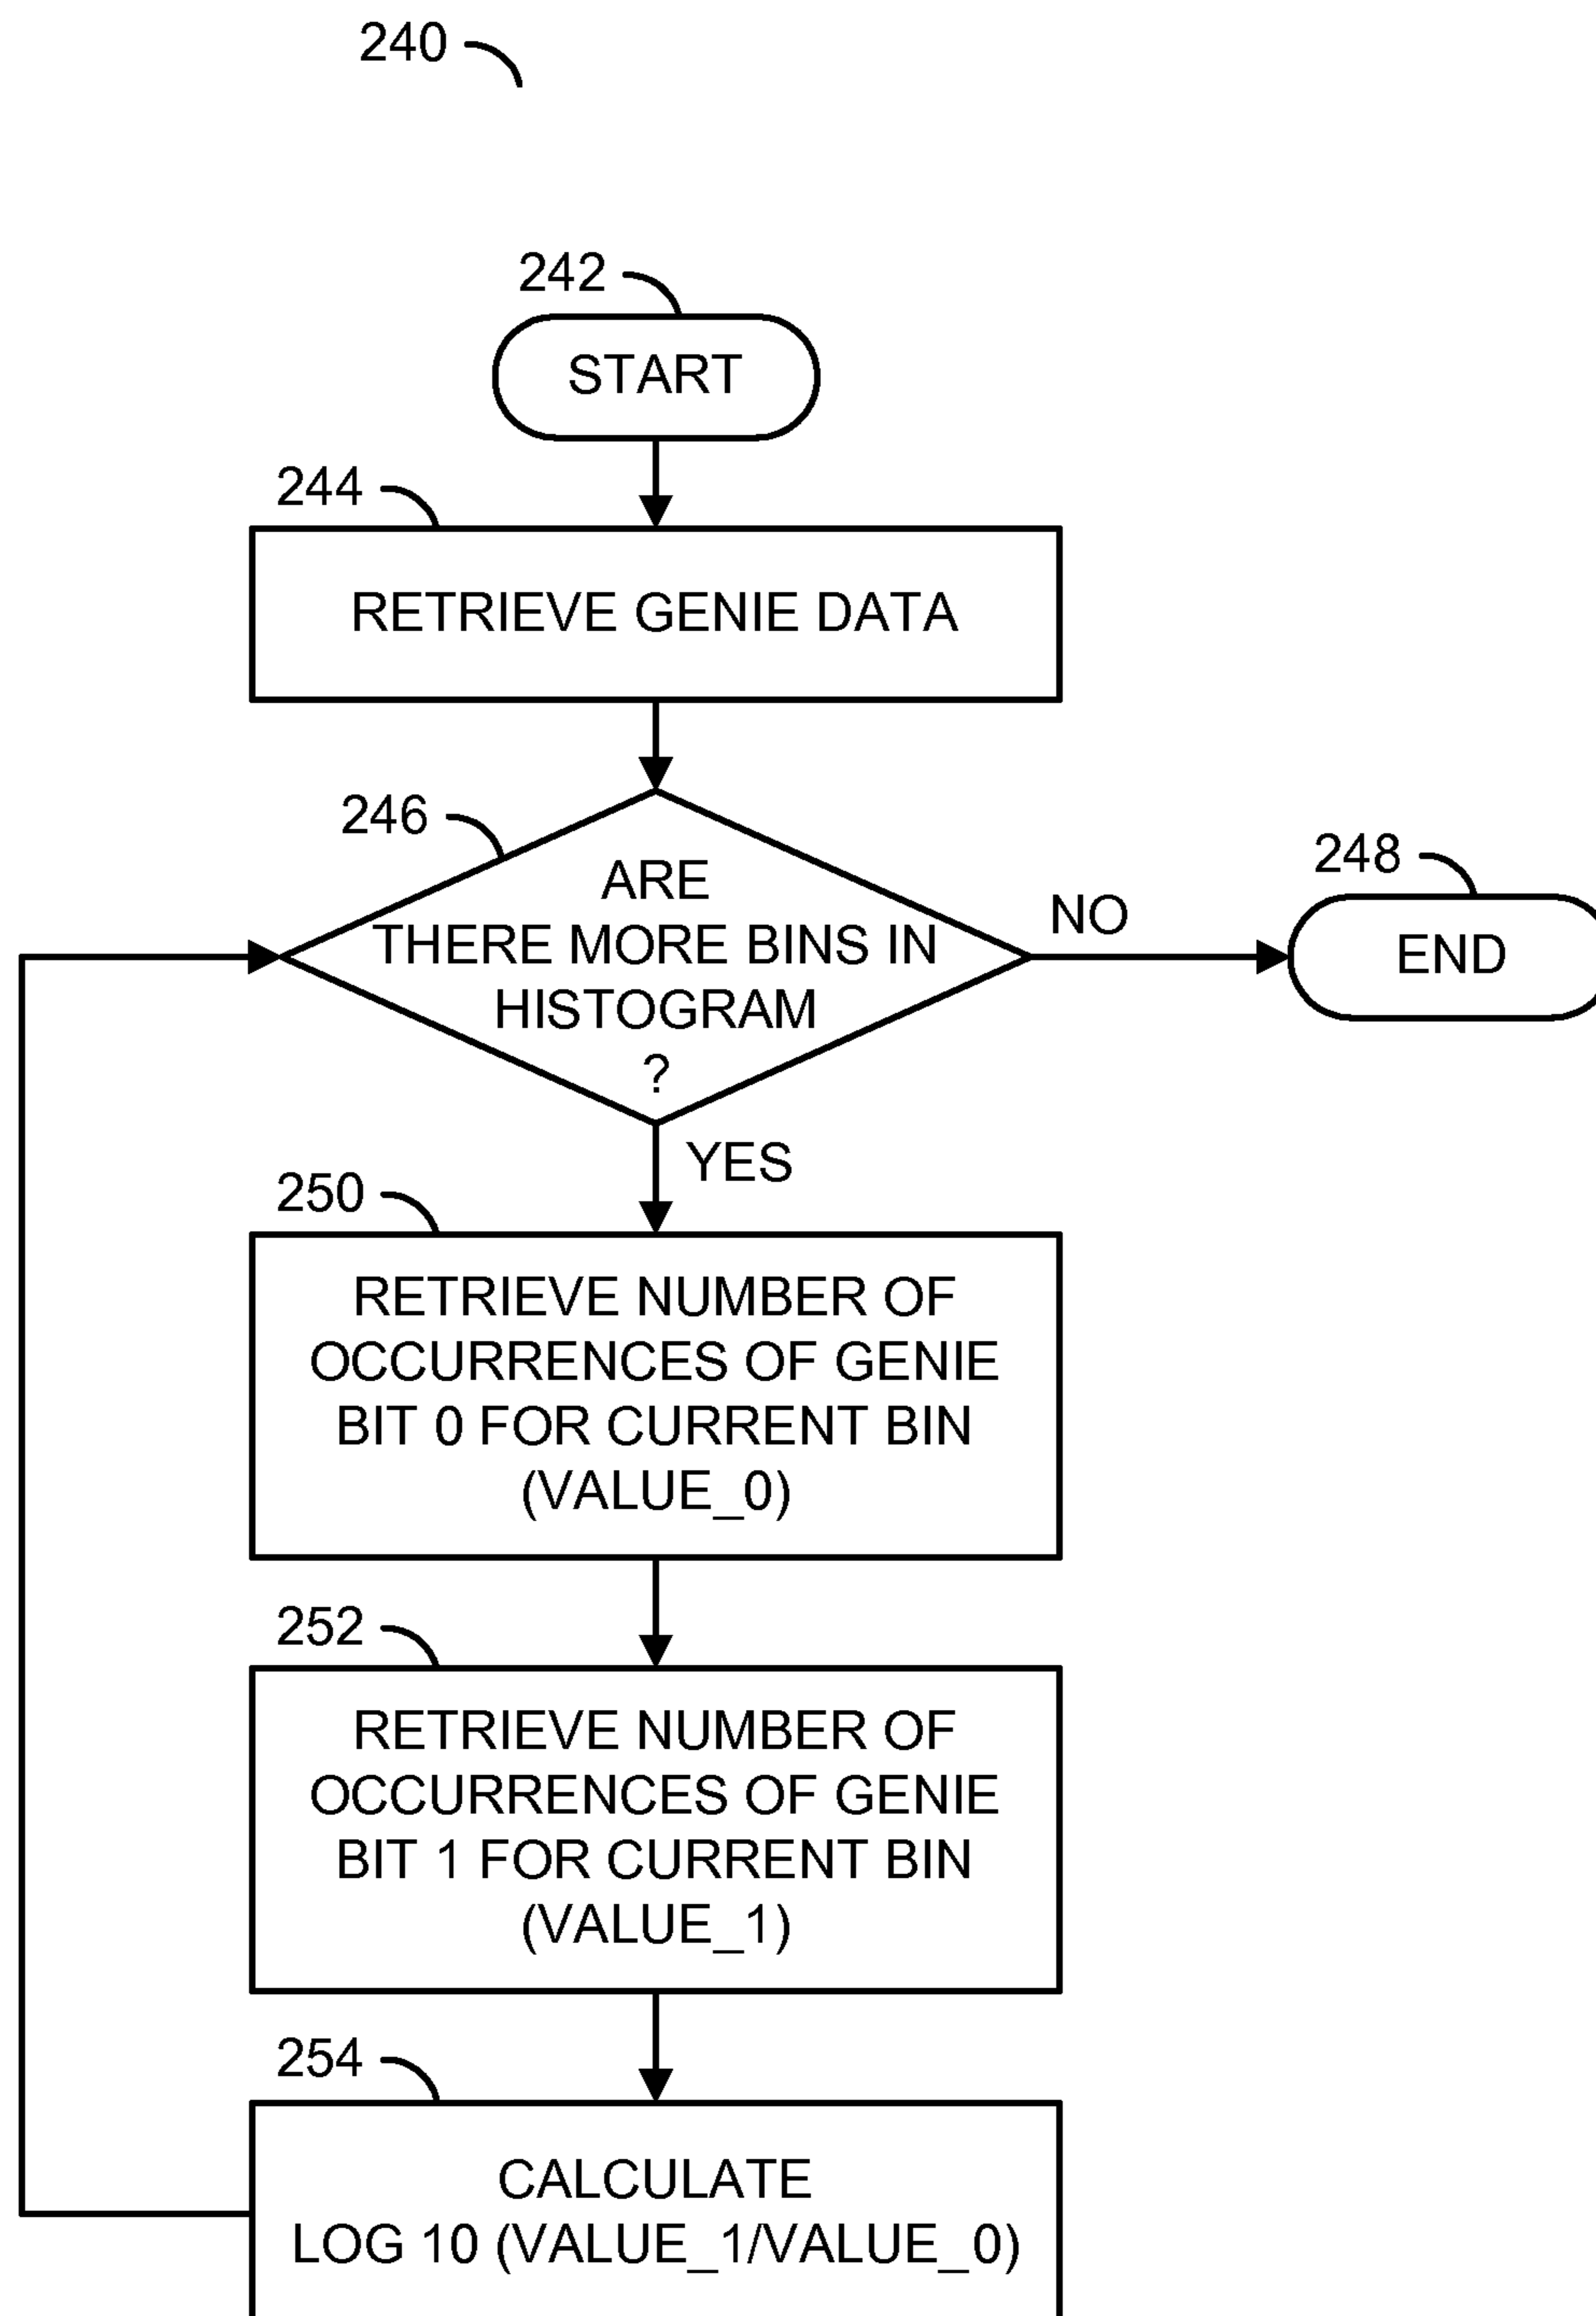 240
242
START
244
RETRIEVE GENIE DATA
246
ARE
THERE MORE BINS IN
HISTOGRAM
?
NO
248
END
YES
250
RETRIEVE NUMBER OF
OCCURRENCES OF GENIE
BIT 0 FOR CURRENT BIN
(VALUE_0)
252
RETRIEVE NUMBER OF
OCCURRENCES OF GENIE
BIT 1 FOR CURRENT BIN
(VALUE_1)
254
CALCULATE
LOG 10 (VALUE_1/VALUE_0)